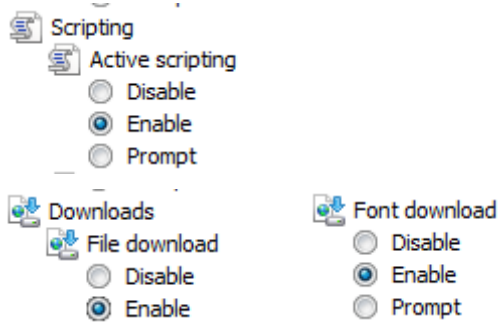 Scripting
Active scripting
Disable
Enable
Prompt
Downloads
File download
Disable
Enable
Font download
Disable
Enable
Prompt